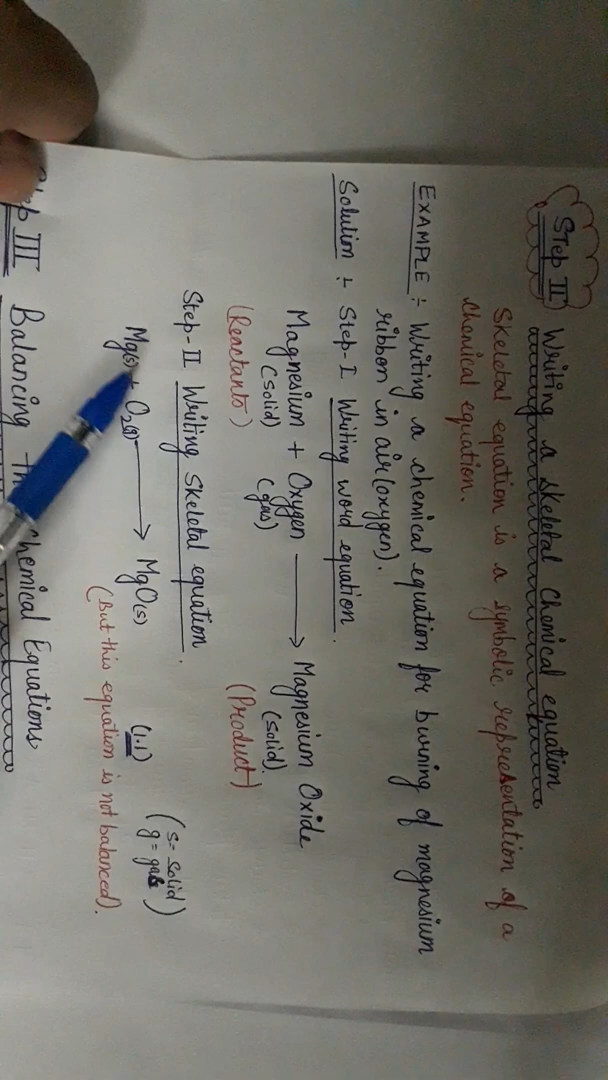 Step II Writing a skeletal Chemical equation
Skeletal equation is a symbolic representation of a
chemical equation.
EXAMPLE ÷ Writing a chemical equation for burning of magnesium
ribbon in air(oxygen).
Solution ÷ Step-I Writing word equation.
Magnesium + Oxygen ⟶ Magnesium Oxide
(solid) (gas) (solid)
(Reactants) (Product)
Step-II Writing Skeletal equation.
Mg(s) + O2(g) ⟶ MgO(s) (1.1) (s= solid
g = gas)
(But this equation is not balanced).
III Balancing Chemical Equations